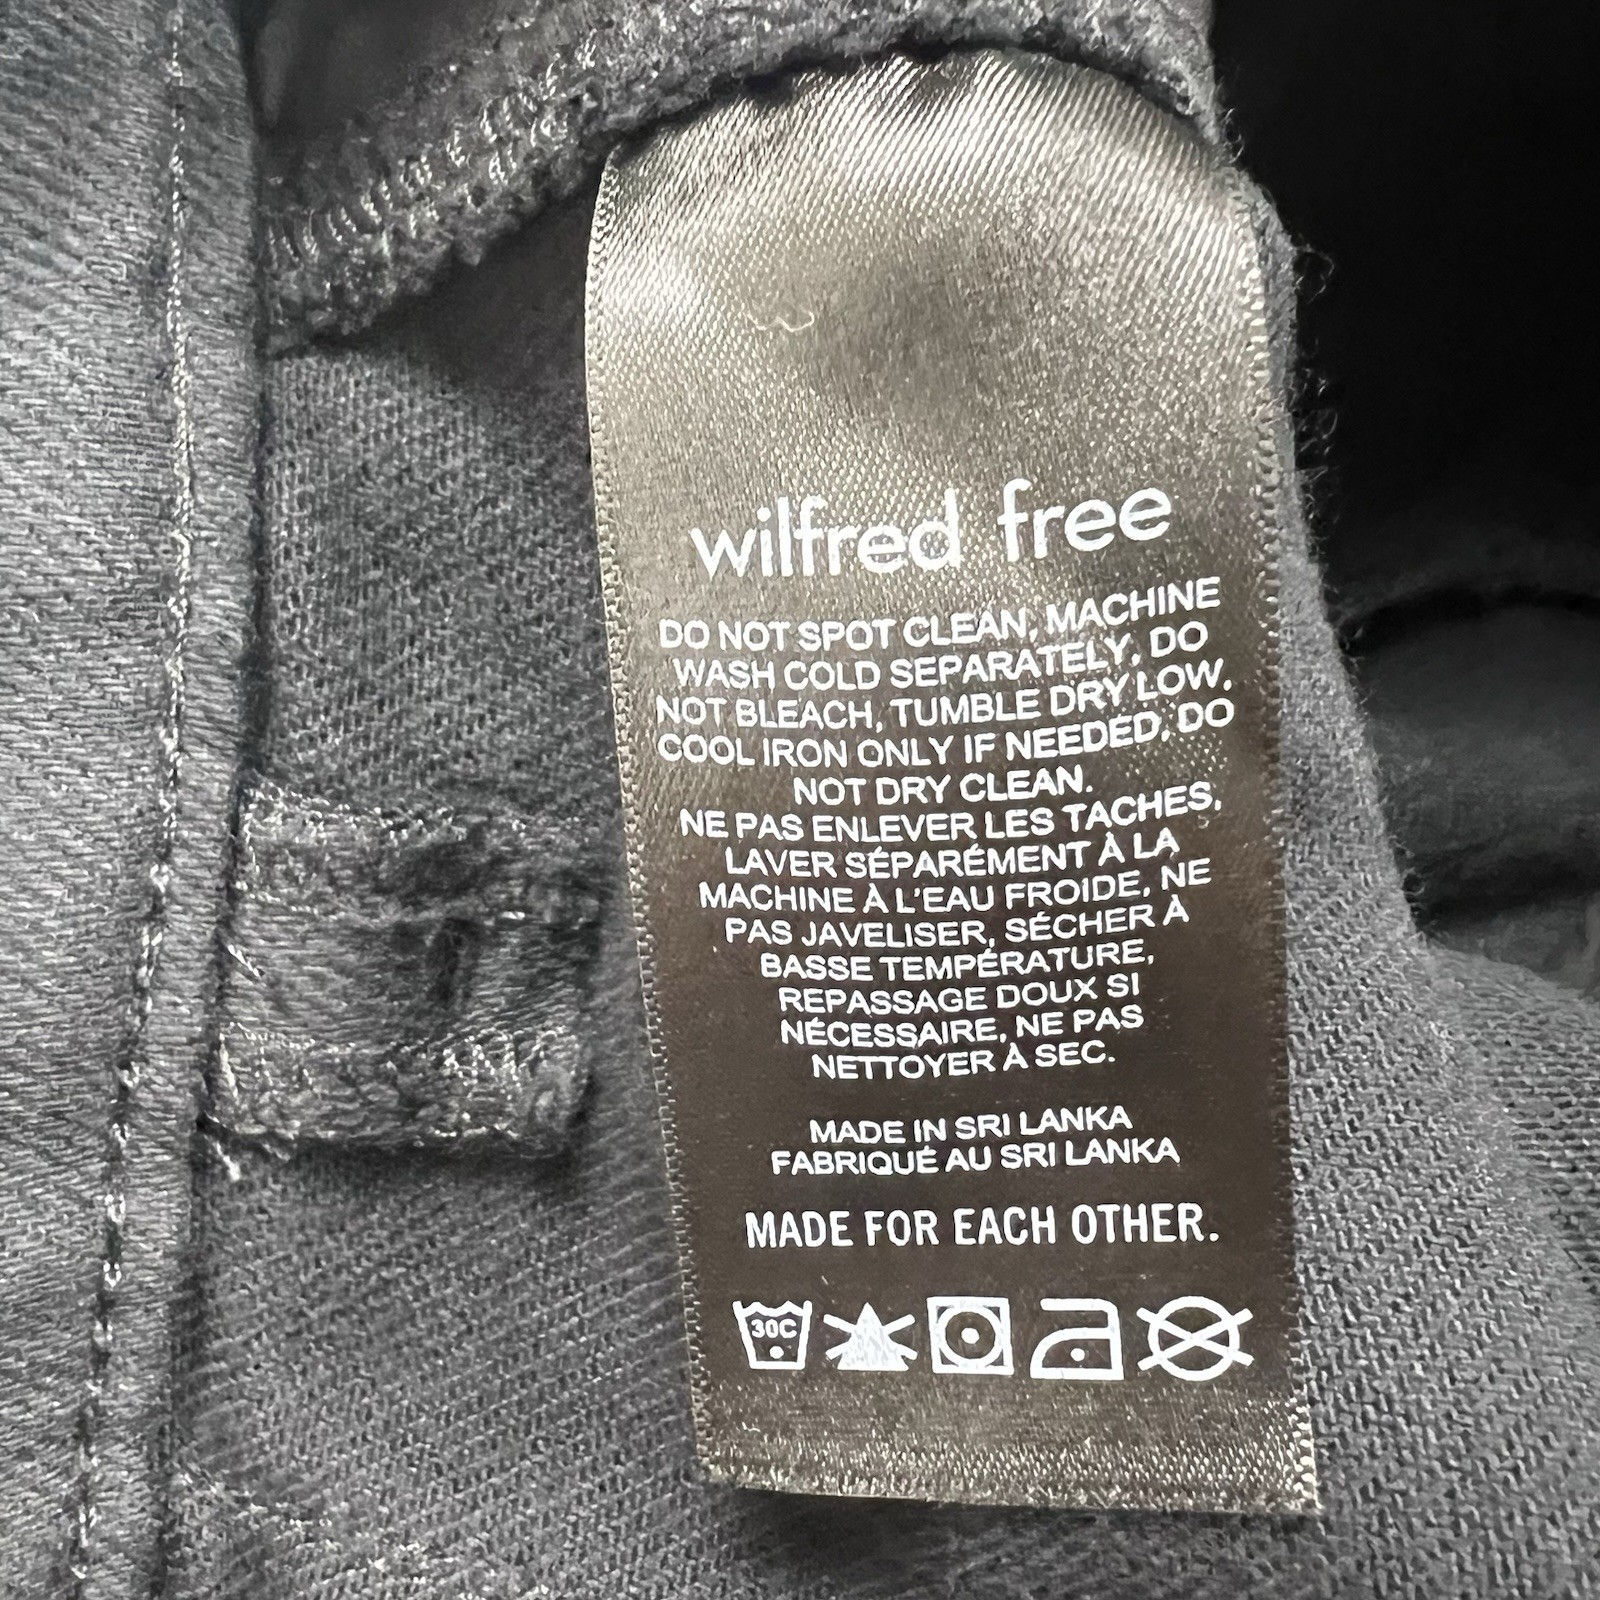 wilfred free
DO NOT SPOT CLEAN, MACHINE
WASH COLD SEPARATELY, DO
NOT BLEACH, TUMBLE DRY LOW,
COOL IRON ONLY IF NEEDED, DO
NOT DRY CLEAN.
NE PAS ENLEVER LES TACHES,
LAVER SÉPARÉMENT À LA
MACHINE À L'EAU FROIDE, NE
PAS JAVELISER, SÉCHER À
BASSE TEMPÉRATURE,
REPASSAGE DOUX SI
NÉCESSAIRE, NE PAS
NETTOYER À SEC.
MADE IN SRI LANKA
FABRIQUÉ AU SRI LANKA
MADE FOR EACH OTHER.
30C